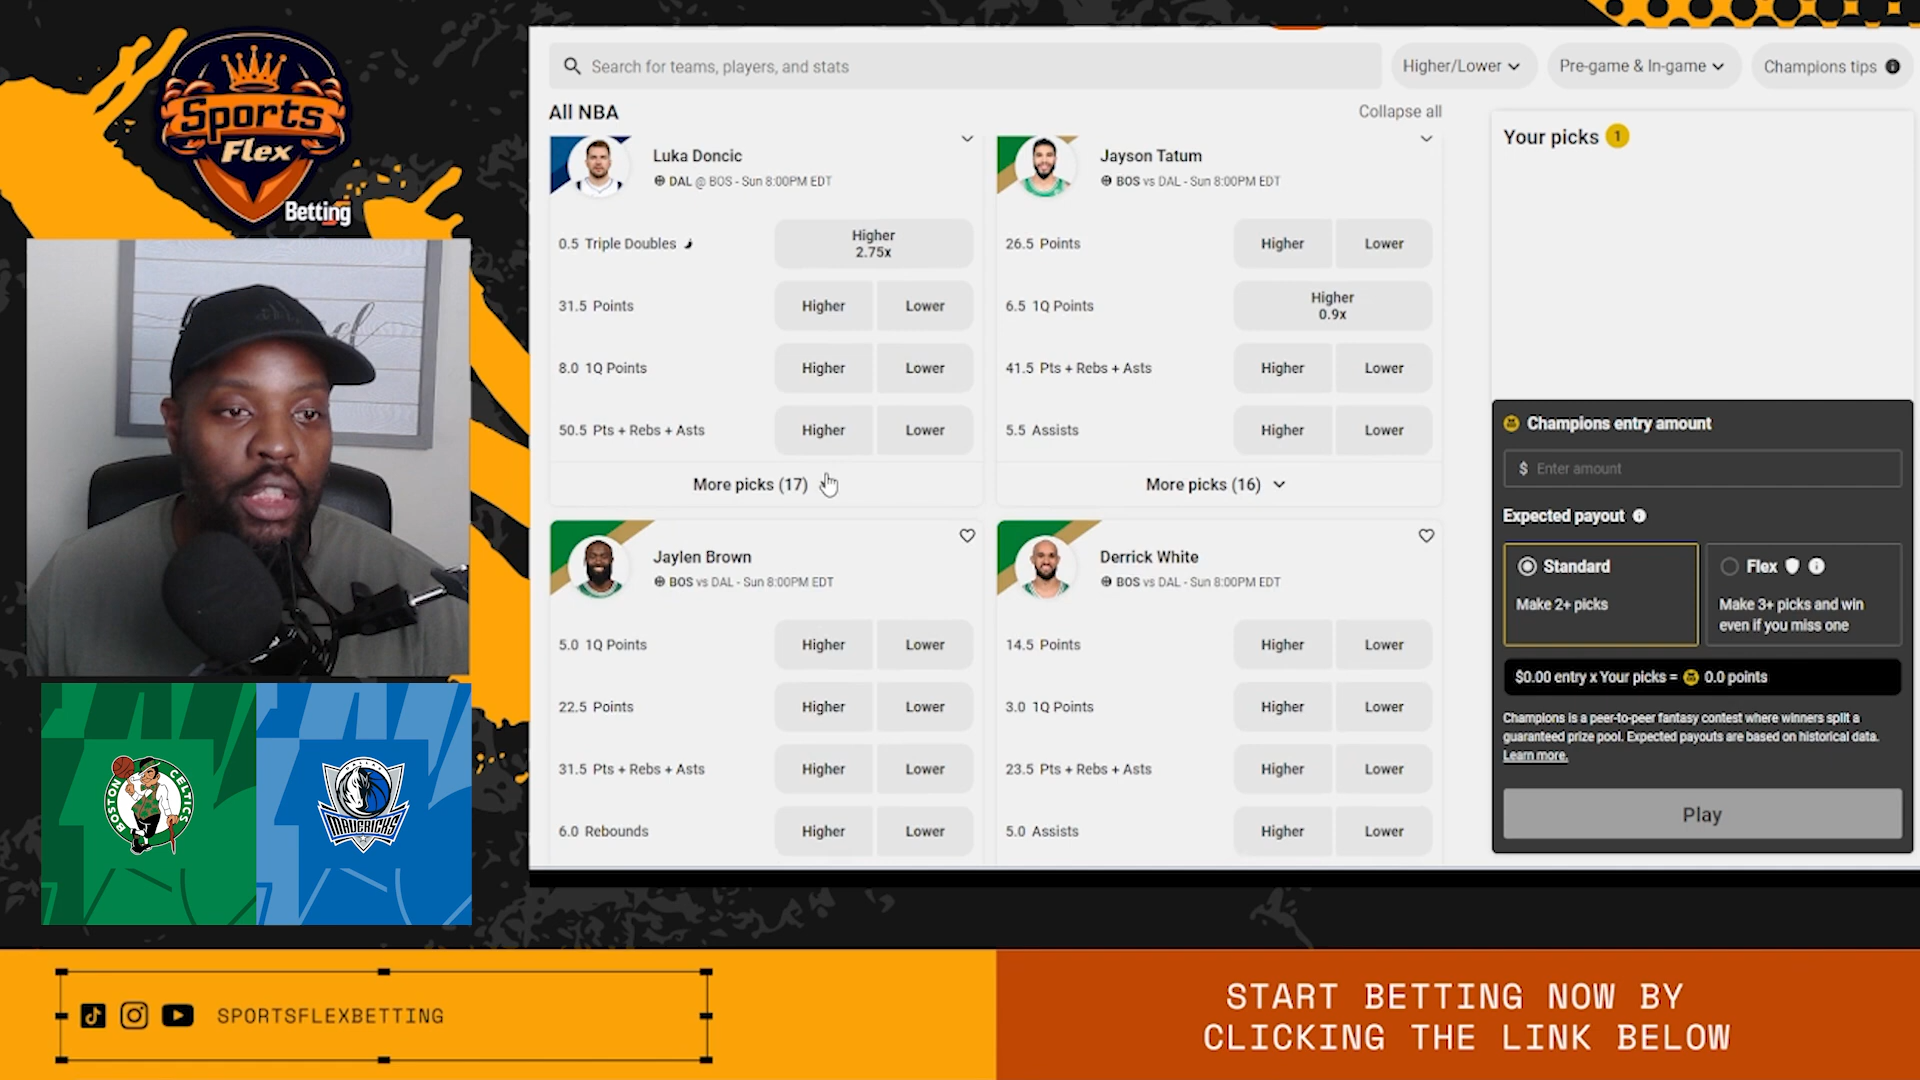 Sports
Flex
Betting
Search for teams, players, and stats
Higher/Lower
Pre-game & In-game
Champions tips
All NBA
Collapse all
Luka Doncic
DAL @ BOS - Sun 8:00PM EDT
0.5 Triple Doubles
Higher
2.75x
31.5 Points
Higher
Lower
8.0 1Q Points
Higher
Lower
50.5 Pts + Rebs + Asts
Higher
Lower
More picks (17)
Jayson Tatum
BOS vs DAL - Sun 8:00PM EDT
26.5 Points
Higher
Lower
6.5 1Q Points
Higher
0.9x
41.5 Pts + Rebs + Asts
Higher
Lower
5.5 Assists
Higher
Lower
More picks (16)
Jaylen Brown
BOS vs DAL - Sun 8:00PM EDT
5.0 1Q Points
Higher
Lower
22.5 Points
Higher
Lower
31.5 Pts + Rebs + Asts
Higher
Lower
6.0 Rebounds
Higher
Lower
Derrick White
BOS vs DAL - Sun 8:00PM EDT
14.5 Points
Higher
Lower
3.0 1Q Points
Higher
Lower
23.5 Pts + Rebs + Asts
Higher
Lower
5.0 Assists
Higher
Lower
Your picks 1
Champions entry amount
$ Enter amount
Expected payout
Standard
Make 2+ picks
Flex
Make 3+ picks and win
even if you miss one
$0.00 entry x Your picks = 0.0 points
Champions is a peer-to-peer fantasy contest where winners split a
guaranteed prize pool. Expected payouts are based on historical data.
Learn more.
Play
BOSTON CELTICS
MAVERICKS
SPORTSFLEXBETTING
START BETTING NOW BY
CLICKING THE LINK BELOW